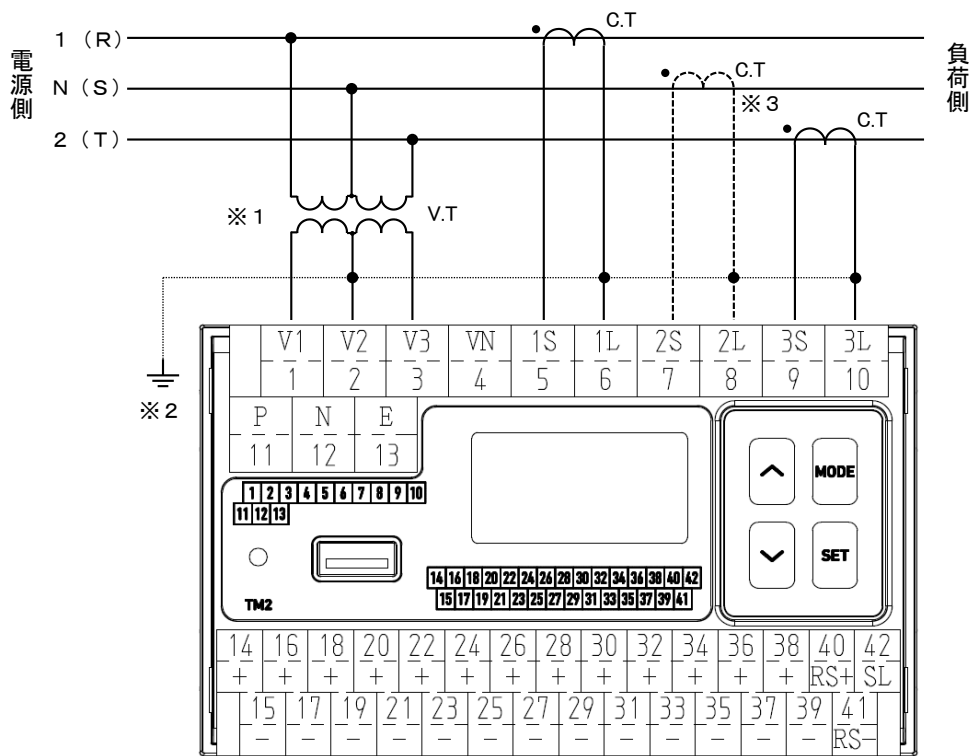 電源側
負荷側
1 (R)
C.T
N (S)
C.T
※3
2 (T)
C.T
※1
V.T
※2
V1 V2 V3 VN 1S 1L 2S 2L 3S 3L
1 2 3 4 5 6 7 8 9 10
P N E
11 12 13
1 2 3 4 5 6 7 8 9 10
11 12 13
MODE
SET
14 16 18 20 22 24 26 28 30 32 34 36 38 40 42
15 17 19 21 23 25 27 29 31 33 35 37 39 41
TM2
14 16 18 20 22 24 26 28 30 32 34 36 38 40 42
+ + + + + + + + + + + + + RS+ SL
15 17 19 21 23 25 27 29 31 33 35 37 39 41
− − − − − − − − − − − − − RS−